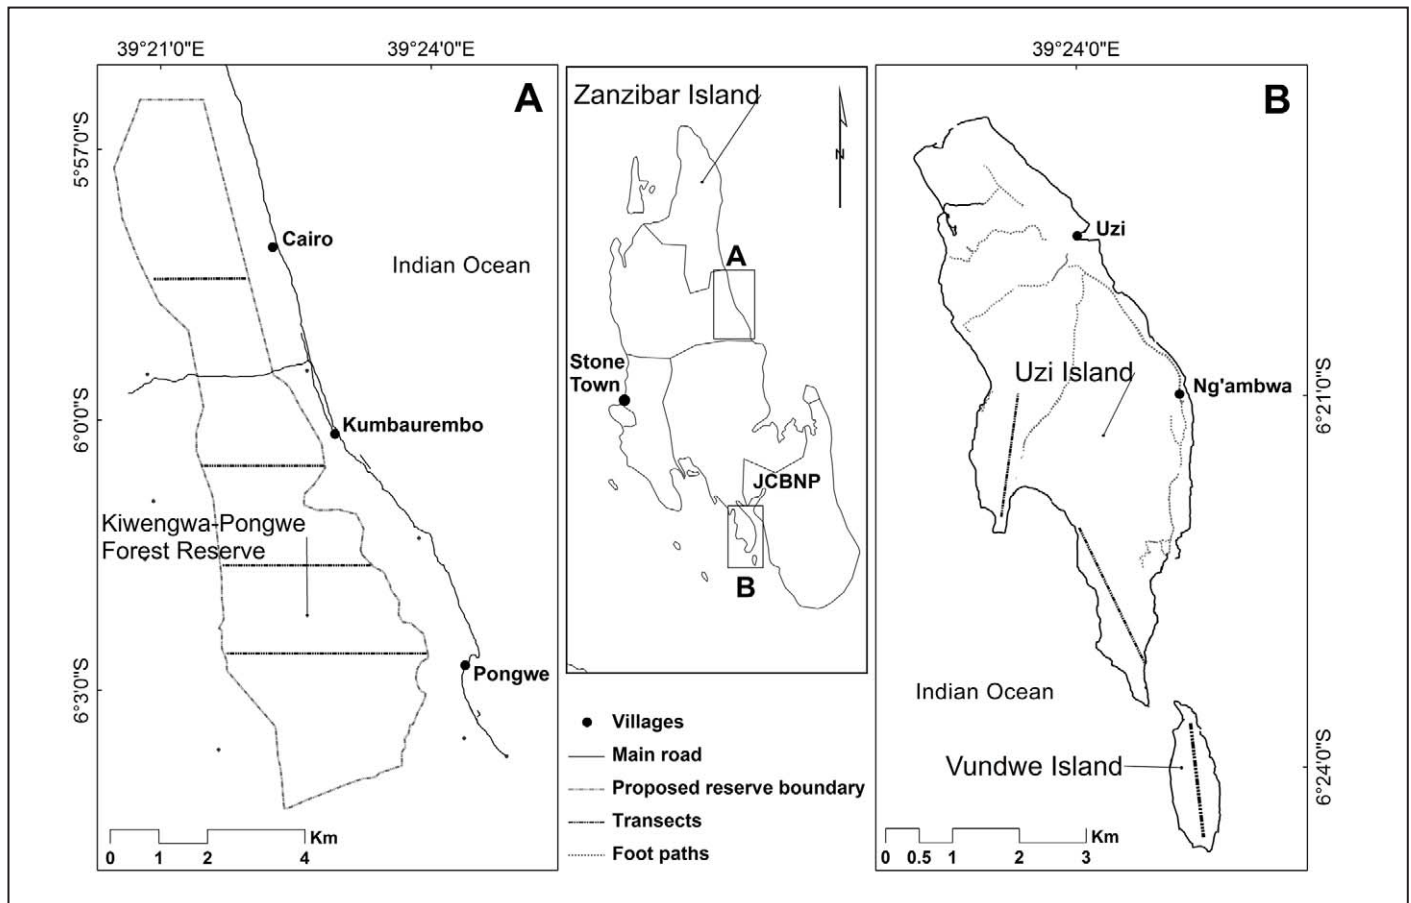 39°21'0"E
39°24'0"E
A
5°57'0"S
Cairo
Indian Ocean
6°0'0"S
Kumbaurembo
Kiwengwa-Pongwe
Forest Reserve
6°3'0"S
Pongwe
Km
0 1 2 4
Zanzibar Island
N
A
Stone
Town
JCBNP
B
Villages
Main road
Proposed reserve boundary
Transects
Foot paths
39°24'0"E
B
Uzi
Uzi Island
Ng'ambwa
6°21'0"S
Indian Ocean
Vundwe Island
6°24'0"S
Km
0 0.5 1 2 3